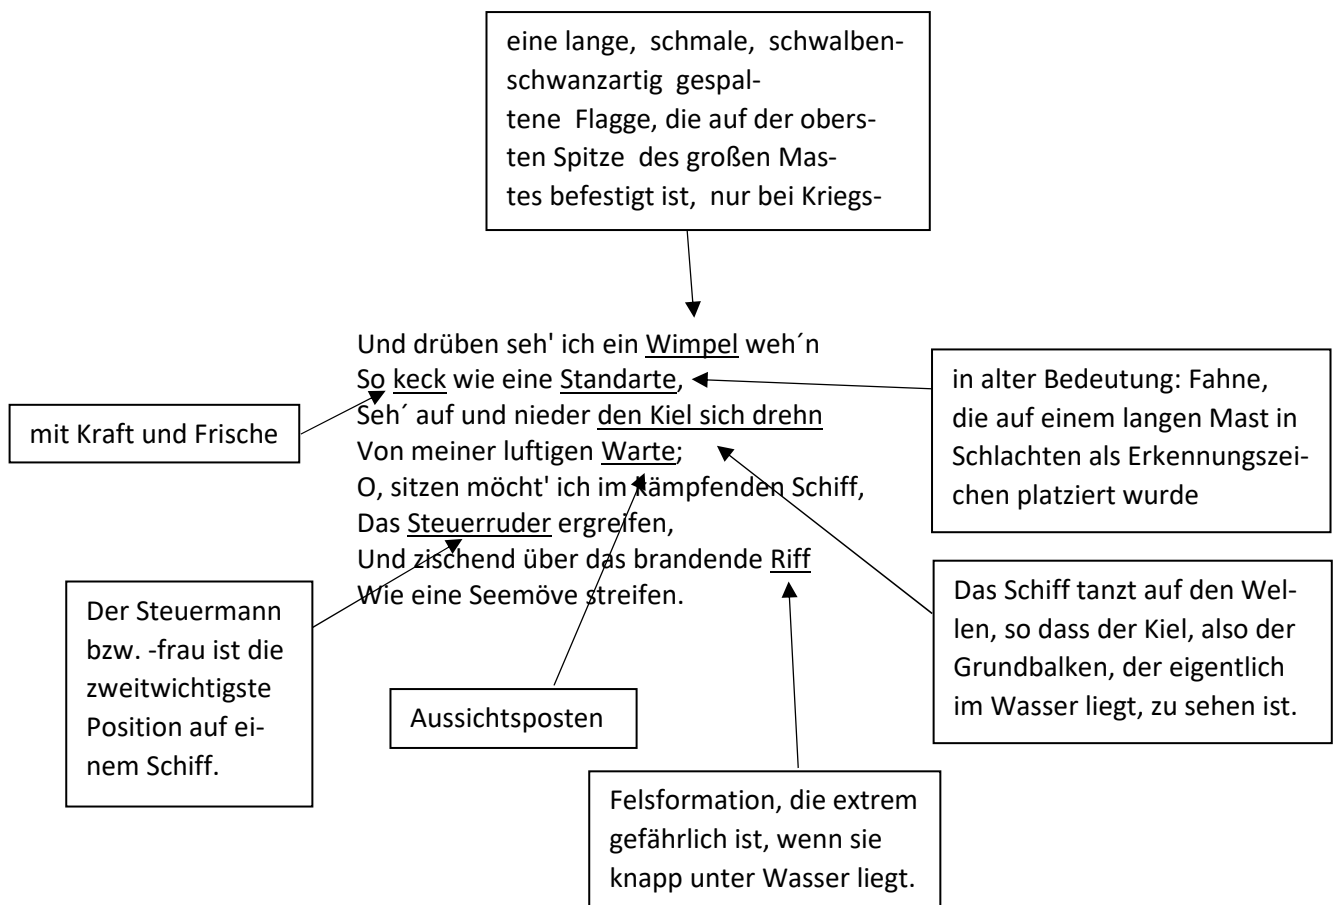 eine lange, schmale, schwalben-
schwanzartig gespal-
tene Flagge, die auf der obers-
ten Spitze des großen Mas-
tes befestigt ist, nur bei Kriegs-
Und drüben seh' ich ein Wimpel weh´n
So keck wie eine Standarte,
Seh´ auf und nieder den Kiel sich drehn
Von meiner luftigen Warte;
O, sitzen möcht' ich im kämpfenden Schiff,
Das Steuerruder ergreifen,
Und zischend über das brandende Riff
Wie eine Seemöve streifen.
mit Kraft und Frische
in alter Bedeutung: Fahne,
die auf einem langen Mast in
Schlachten als Erkennungszei-
chen platziert wurde
Der Steuermann
bzw. -frau ist die
zweitwichtigste
Position auf ei-
nem Schiff.
Aussichtsposten
Das Schiff tanzt auf den Wel-
len, so dass der Kiel, also der
Grundbalken, der eigentlich
im Wasser liegt, zu sehen ist.
Felsformation, die extrem
gefährlich ist, wenn sie
knapp unter Wasser liegt.